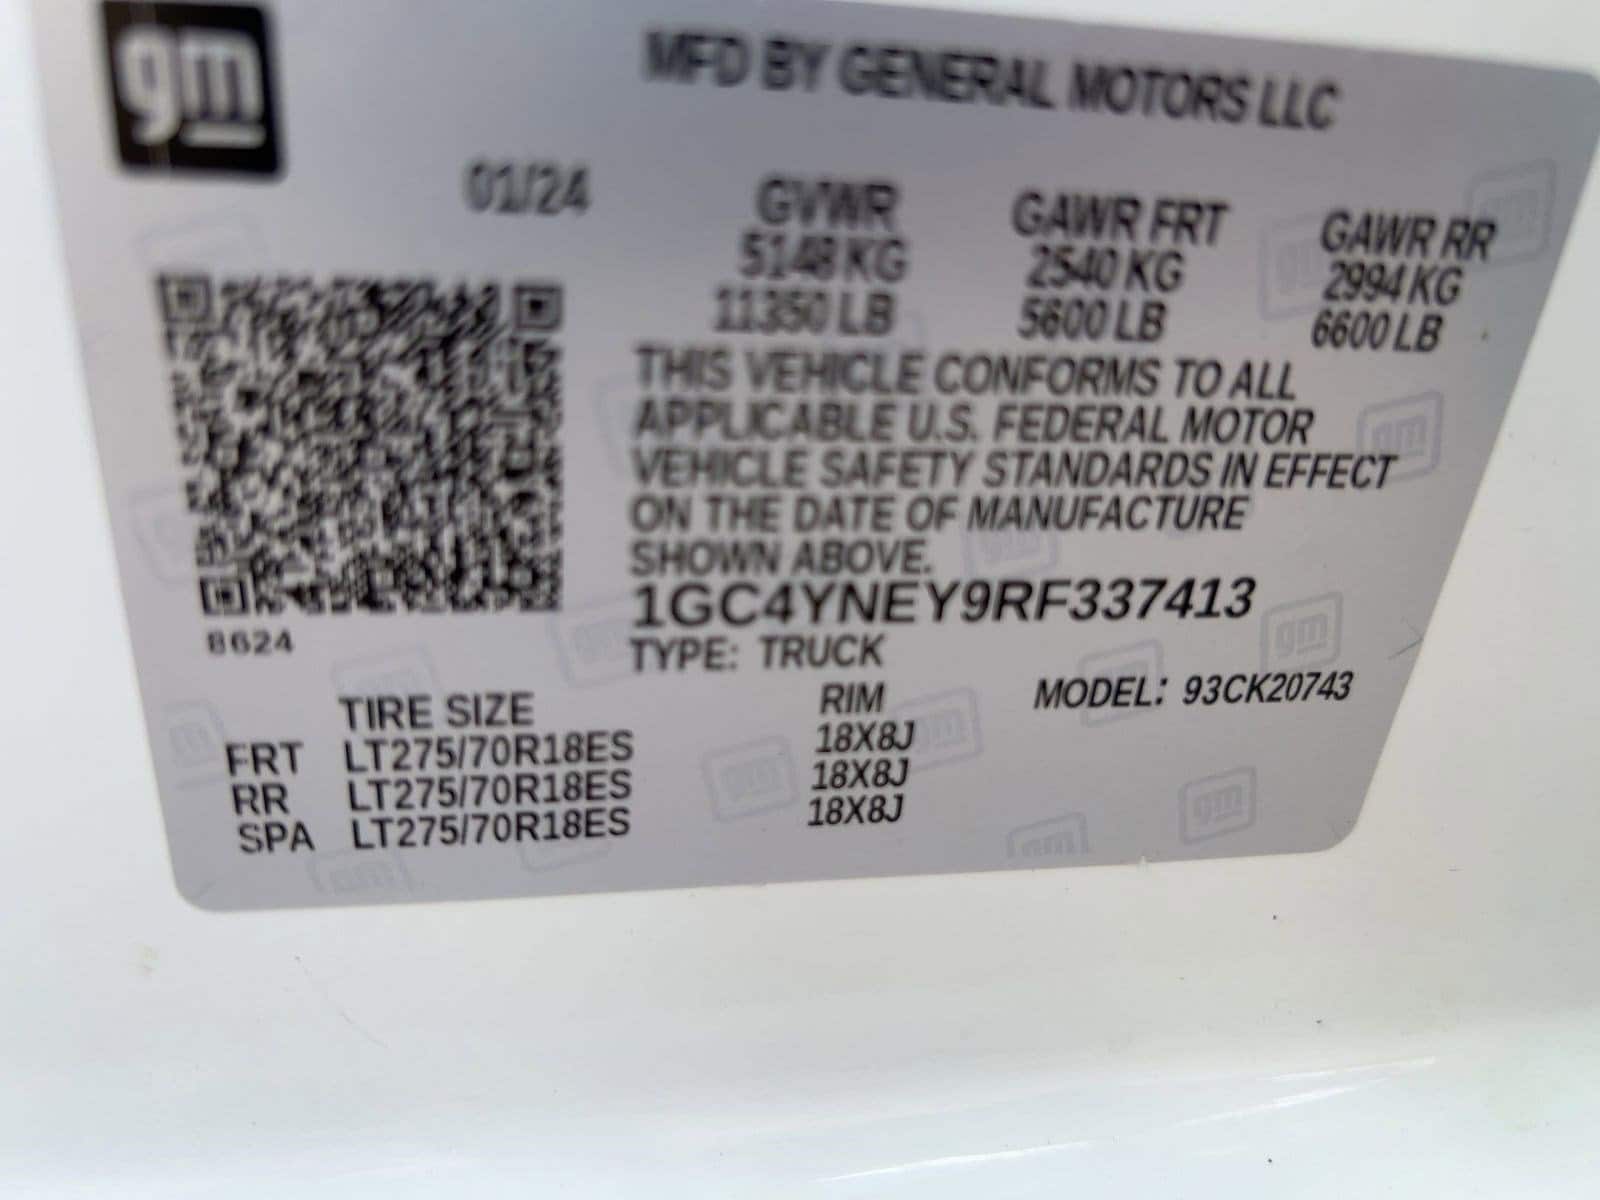 gm
MFD BY GENERAL MOTORS LLC
01/24
GVWR GAWR FRT GAWR RR
5148 KG 2540 KG 2994 KG
11350 LB 5600 LB 6600 LB
THIS VEHICLE CONFORMS TO ALL
APPLICABLE U.S. FEDERAL MOTOR
VEHICLE SAFETY STANDARDS IN EFFECT
ON THE DATE OF MANUFACTURE
SHOWN ABOVE.
1GC4YNEY9RF337413
8624
TYPE: TRUCK
TIRE SIZE RIM MODEL: 93CK20743
FRT LT275/70R18ES 18X8J
RR LT275/70R18ES 18X8J
SPA LT275/70R18ES 18X8J